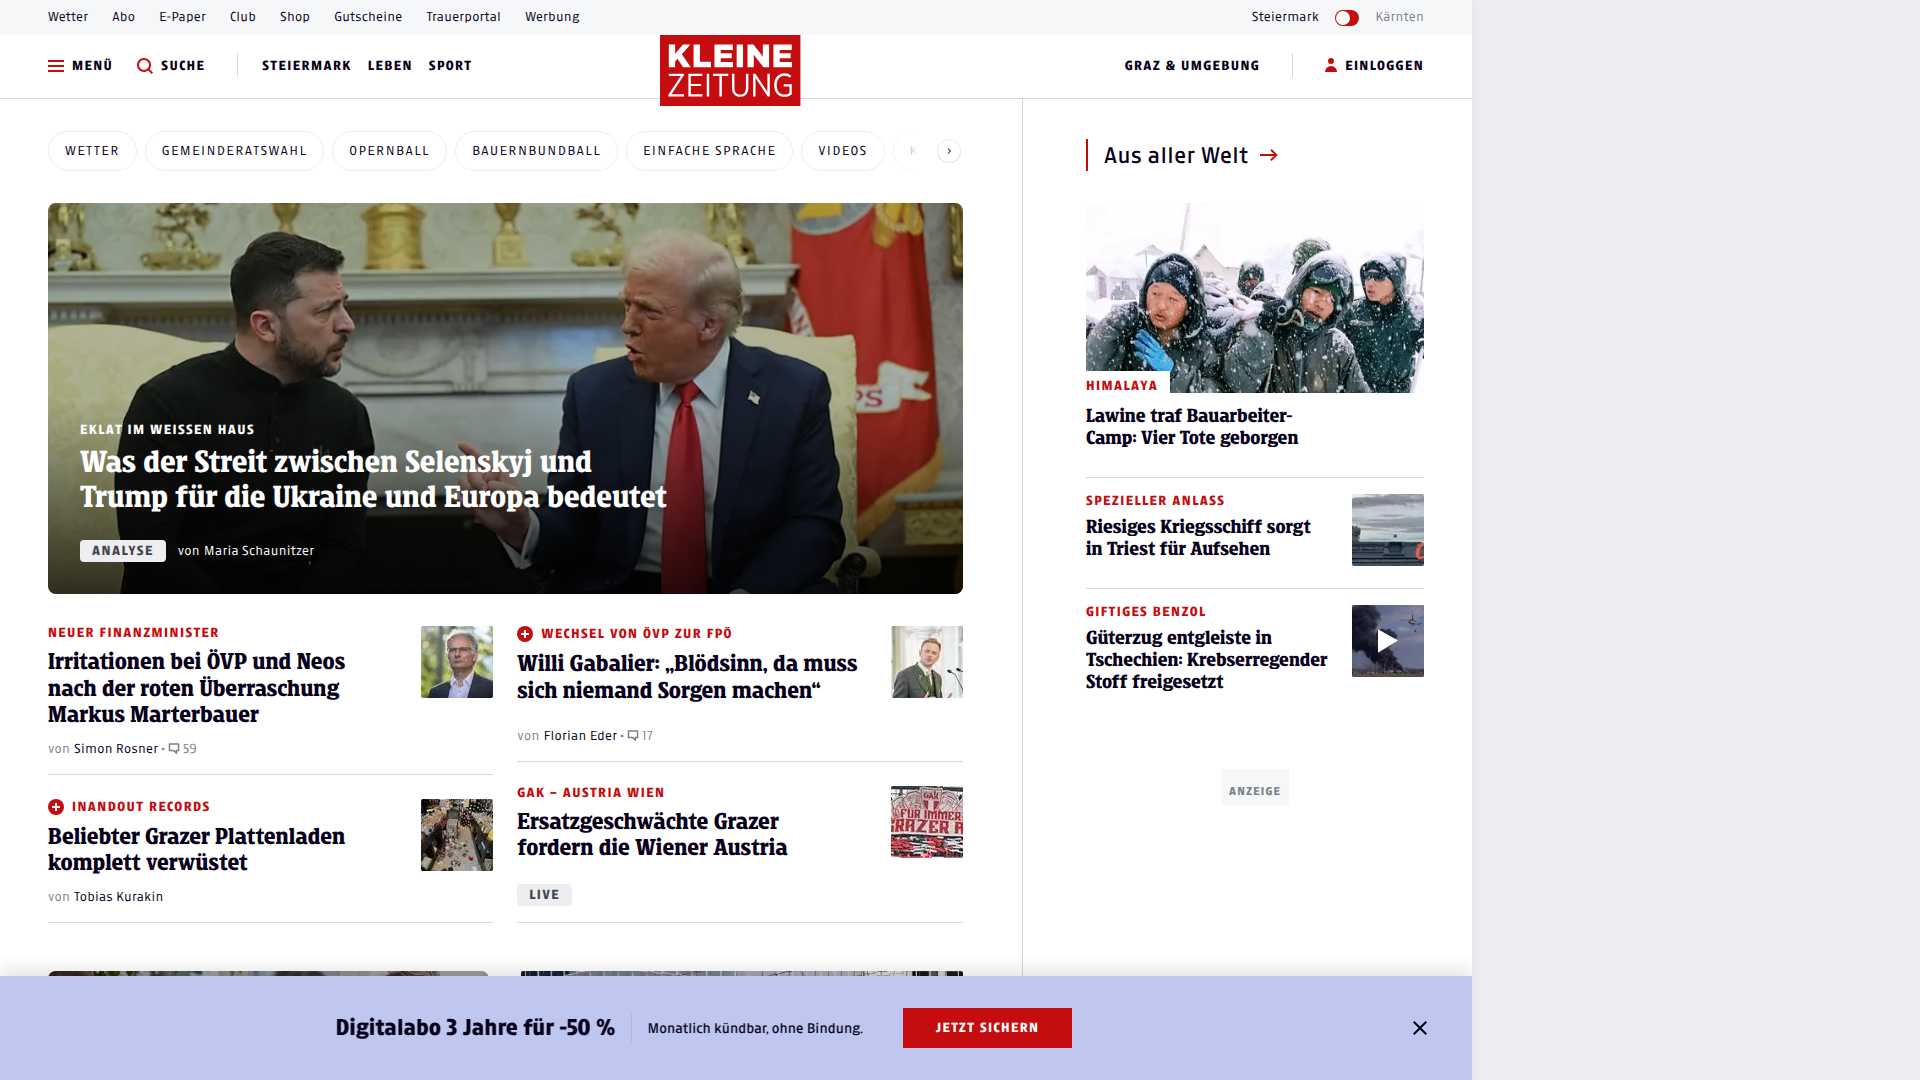 Wetter Abo E-Paper Club Shop Gutscheine Trauerportal Werbung Steiermark Kärnten
MENÜ SUCHE STEIERMARK LEBEN SPORT KLEINE ZEITUNG GRAZ & UMGEBUNG EINLOGGEN
WETTER GEMEINDERATSWAHL OPERNBALL BAUERNBUNDBALL EINFACHE SPRACHE VIDEOS
EKLAT IM WEISSEN HAUS
Was der Streit zwischen Selenskyj und
Trump für die Ukraine und Europa bedeutet
ANALYSE von Maria Schaunitzer
NEUER FINANZMINISTER
Irritationen bei ÖVP und Neos
nach der roten Überraschung
Markus Marterbauer
von Simon Rosner · 59
WECHSEL VON ÖVP ZUR FPÖ
Willi Gabalier: „Blödsinn, da muss
sich niemand Sorgen machen“
von Florian Eder · 17
INANDOUT RECORDS
Beliebter Grazer Plattenladen
komplett verwüstet
von Tobias Kurakin
GAK – AUSTRIA WIEN
Ersatzgeschwächte Grazer
fordern die Wiener Austria
LIVE
GAK
FÜR IMMER
Aus aller Welt →
HIMALAYA
Lawine traf Bauarbeiter-
Camp: Vier Tote geborgen
SPEZIELLER ANLASS
Riesiges Kriegsschiff sorgt
in Triest für Aufsehen
GIFTIGES BENZOL
Güterzug entgleiste in
Tschechien: Krebserregender
Stoff freigesetzt
ANZEIGE
Digitalabo 3 Jahre für -50 % Monatlich kündbar, ohne Bindung. JETZT SICHERN